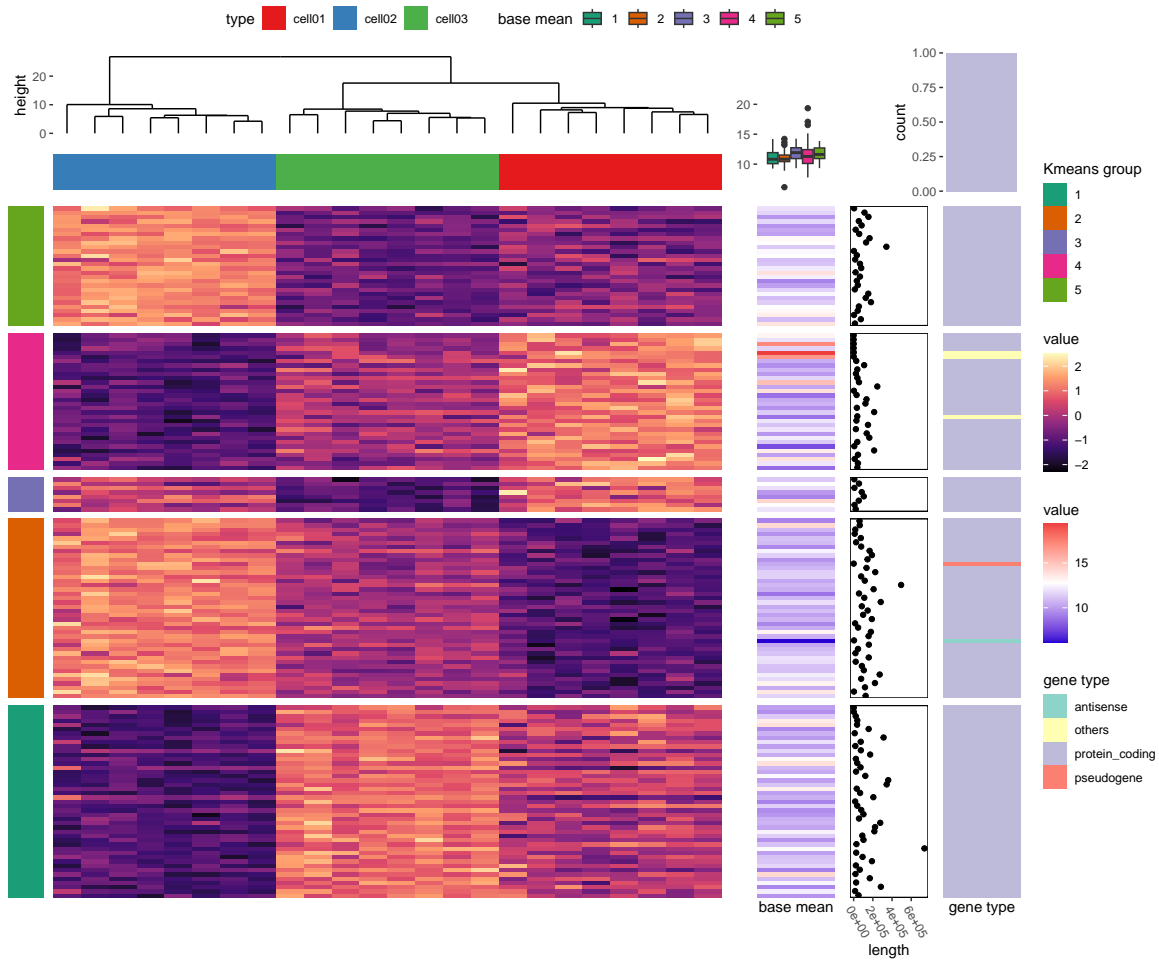 type cell01 cell02 cell03 base mean 1 2 3 4 5
height
20
10
0
20
15
10
count
1.00
0.75
0.50
0.25
0.00
Kmeans group
1
2
3
4
5
value
2
1
0
−1
−2
value
15
10
gene type
antisense
others
protein_coding
pseudogene
base mean
0e+00
2e+05
4e+05
6e+05
length
gene type